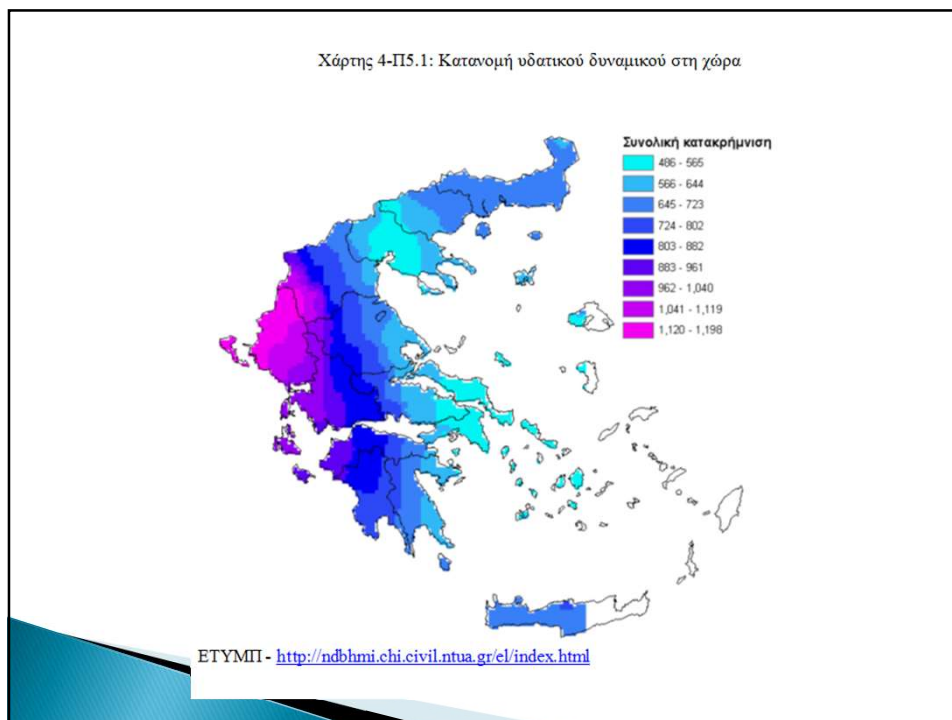 Χάρτης 4-Π5.1: Κατανομή υδατικού δυναμικού στη χώρα
Συνολική κατακρήμνιση
486 - 565
566 - 644
645 - 723
724 - 802
803 - 882
883 - 961
962 - 1,040
1,041 - 1,119
1,120 - 1,198
ΕΤΥΜΠ - http://ndbhmi.chi.civil.ntua.gr/el/index.html